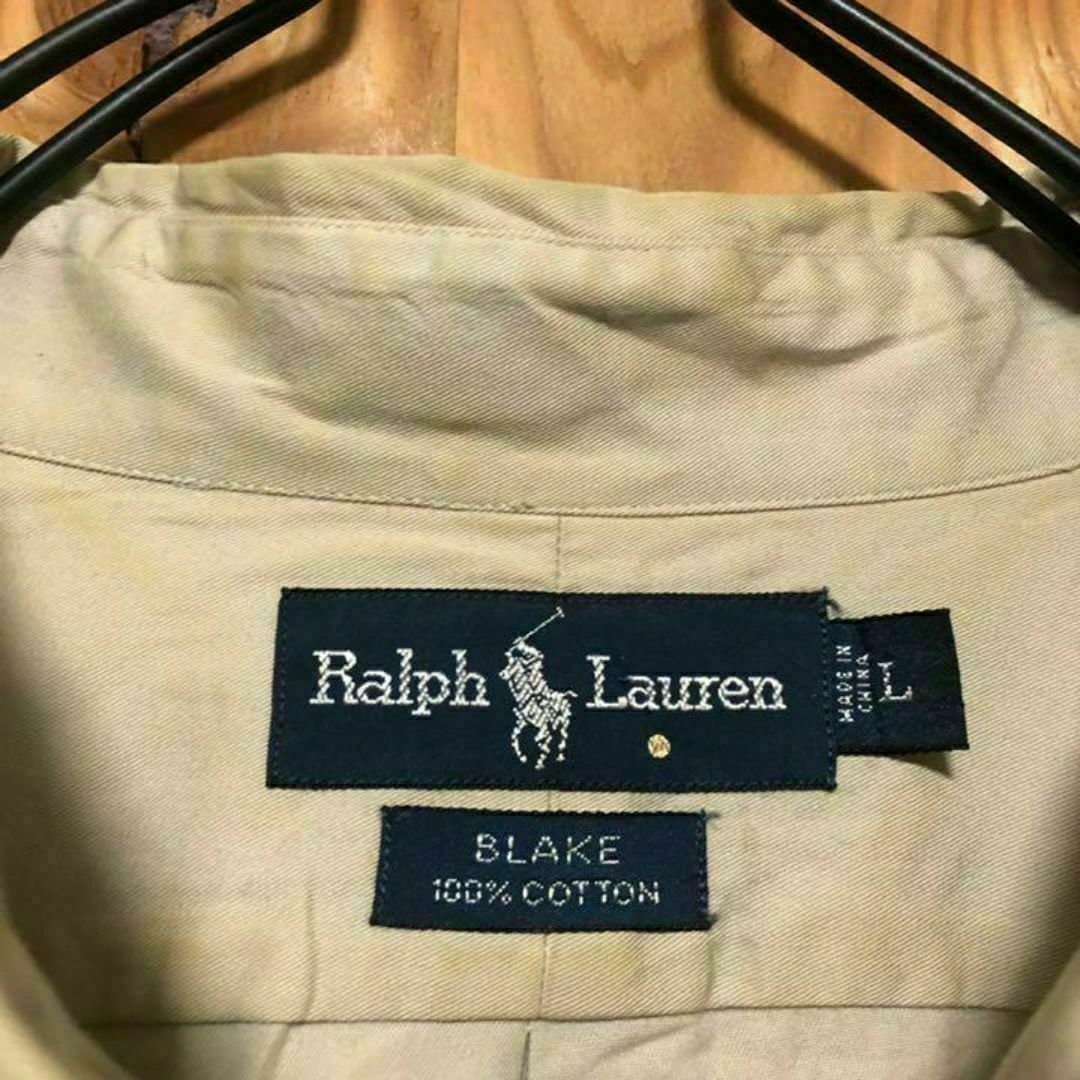 Ralph Lauren
MADE IN
CHINA
L
BLAKE
100% COTTON